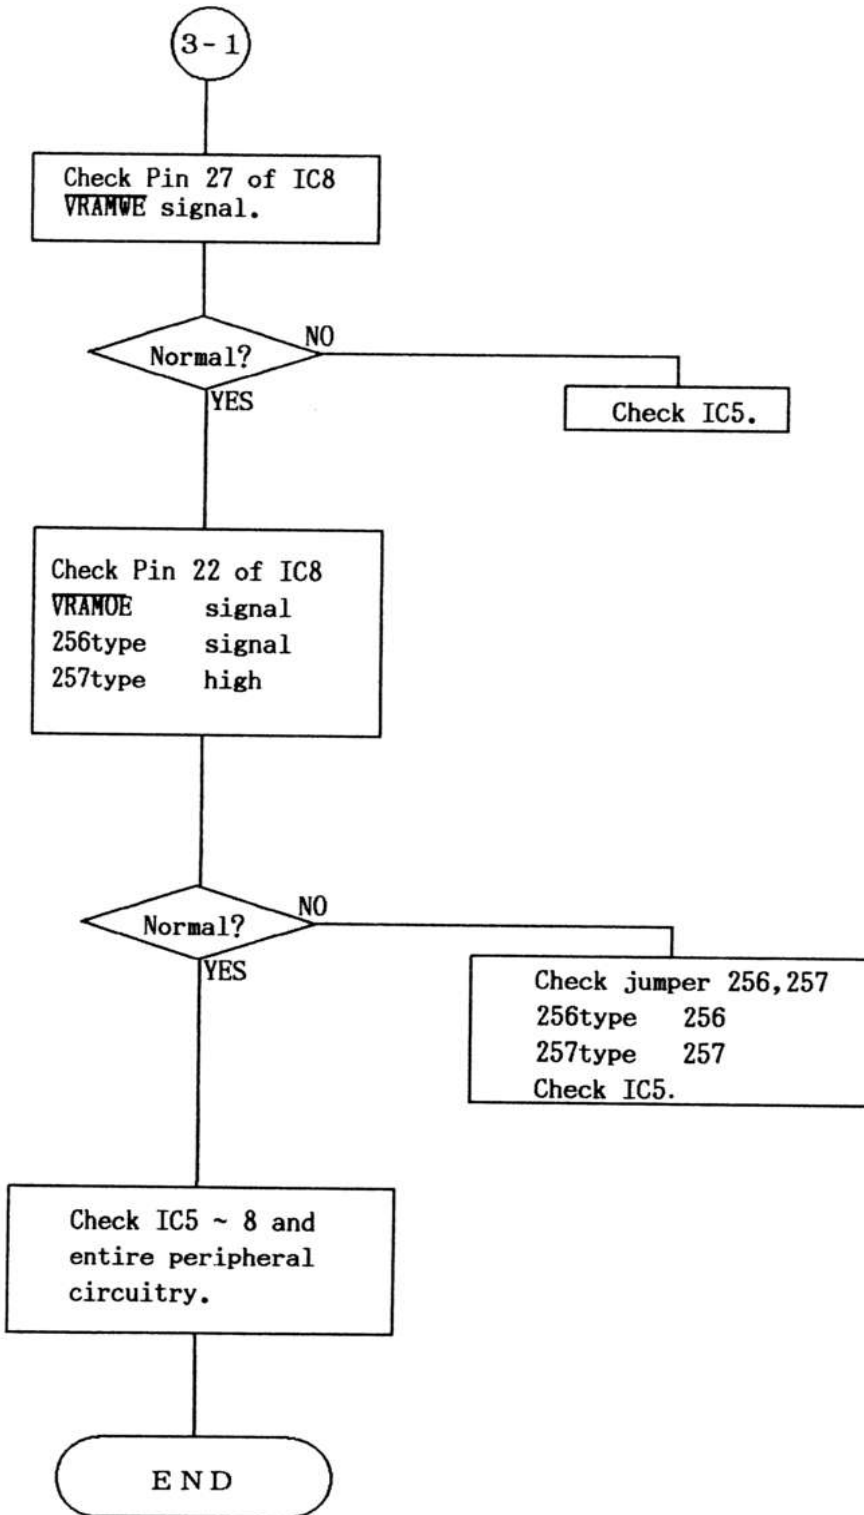 3-1
Check Pin 27 of IC8
V̅R̅A̅M̅W̅E̅ signal.
Normal?
NO
YES
Check IC5.
Check Pin 22 of IC8
V̅R̅A̅M̅O̅E̅ signal
256type signal
257type high
Normal?
NO
YES
Check jumper 256,257
256type 256
257type 257
Check IC5.
Check IC5 ~ 8 and
entire peripheral
circuitry.
END